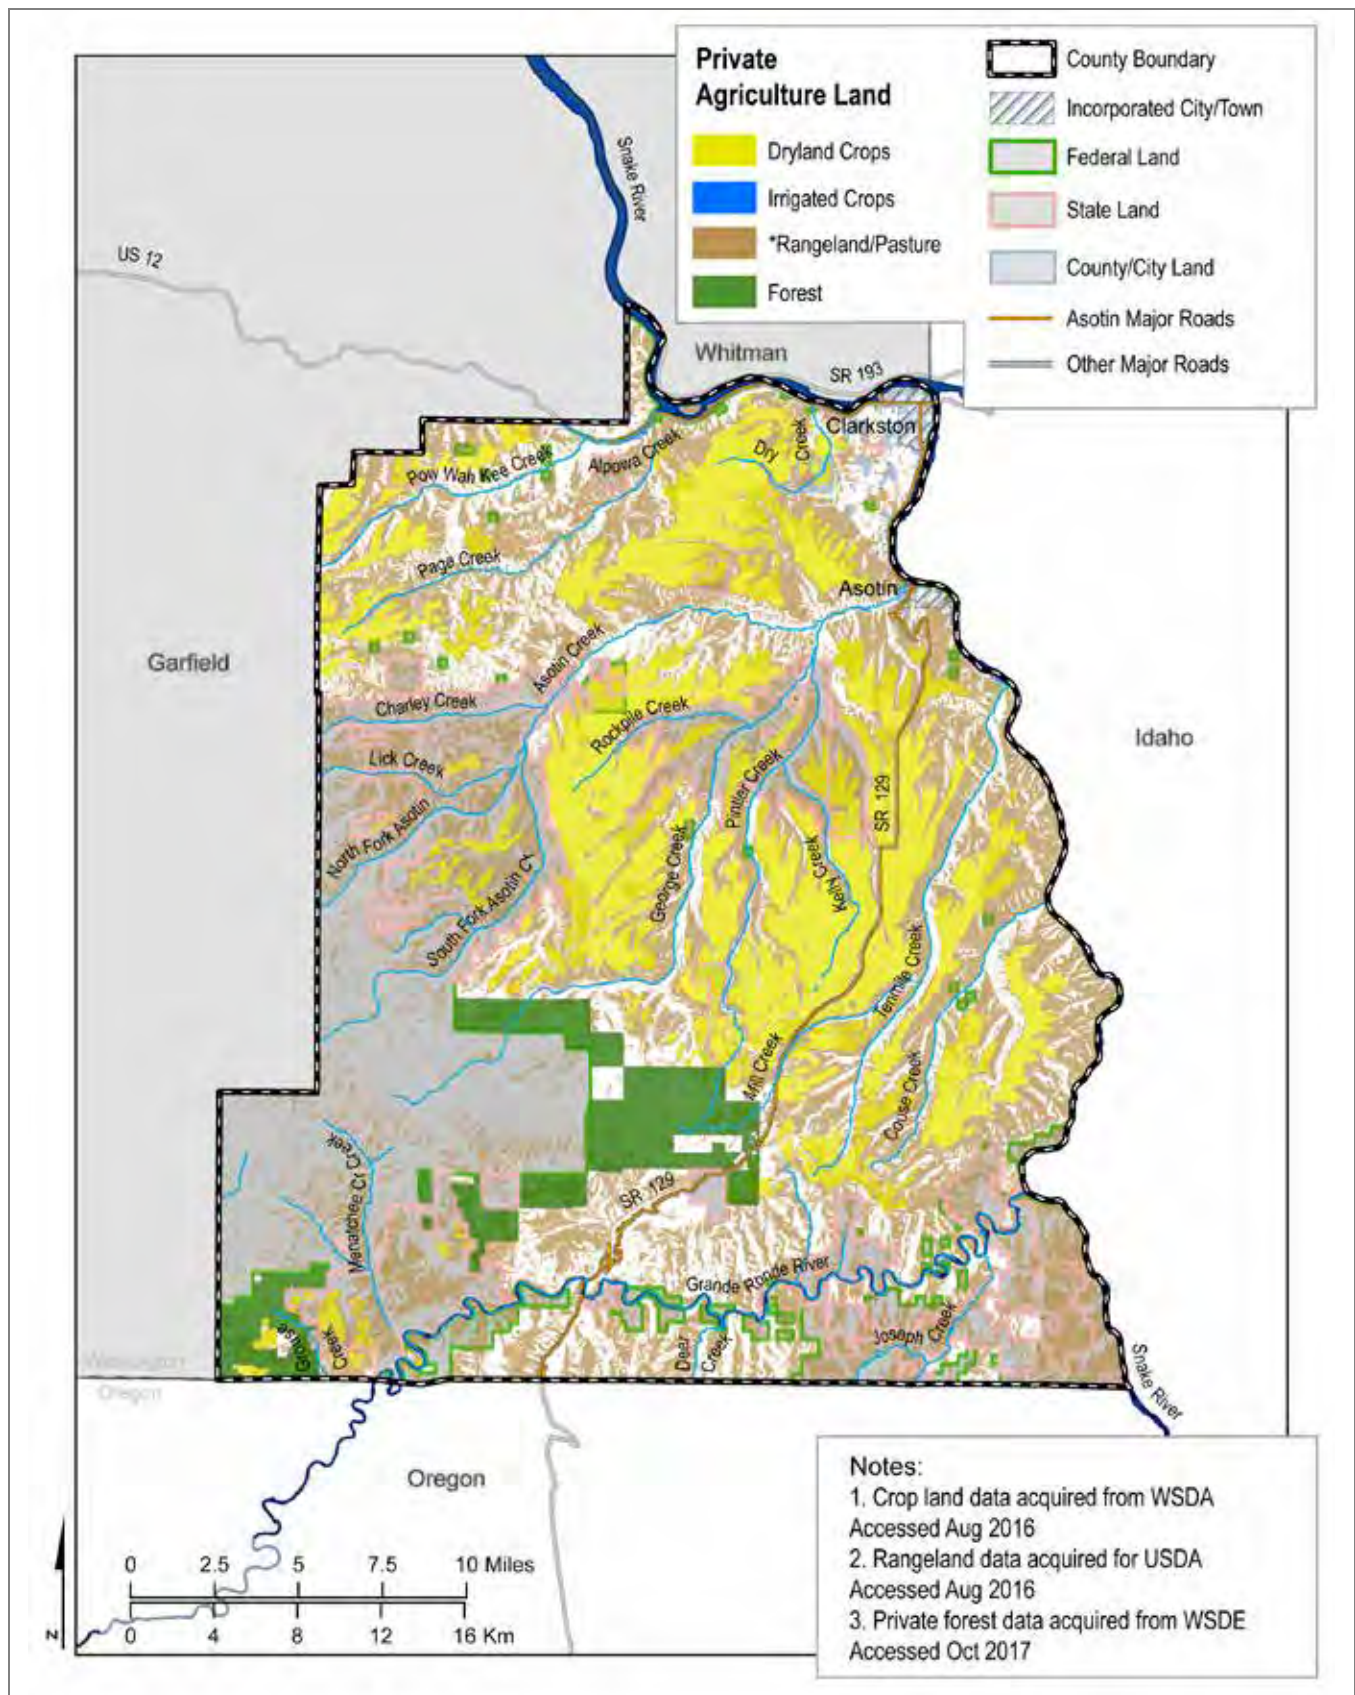 Private
Agriculture Land
Dryland Crops
Irrigated Crops
*Rangeland/Pasture
Forest
County Boundary
Incorporated City/Town
Federal Land
State Land
County/City Land
Asotin Major Roads
Other Major Roads
Snake River
US 12
Whitman
SR 193
Clarkston
Dry
Creek
Alpowa Creek
Pow Wah Kee Creek
Page Creek
Asotin
Garfield
Asotin Creek
Charley Creek
Rockpile Creek
Lick Creek
Idaho
North Fork Asotin
Pintler Creek
SR 129
George Creek
Kelly Creek
South Fork Asotin Cr
Tenmile Creek
Mill Creek
Couse Creek
Menatchee Cr Creek
SR 129
Grande Ronde River
Grouse
Creek
Deer
Creek
Joseph Creek
Washington
Oregon
Snake River
Oregon
0 2.5 5 7.5 10 Miles
0 4 8 12 16 Km
N
Notes:
1. Crop land data acquired from WSDA
Accessed Aug 2016
2. Rangeland data acquired for USDA
Accessed Aug 2016
3. Private forest data acquired from WSDE
Accessed Oct 2017